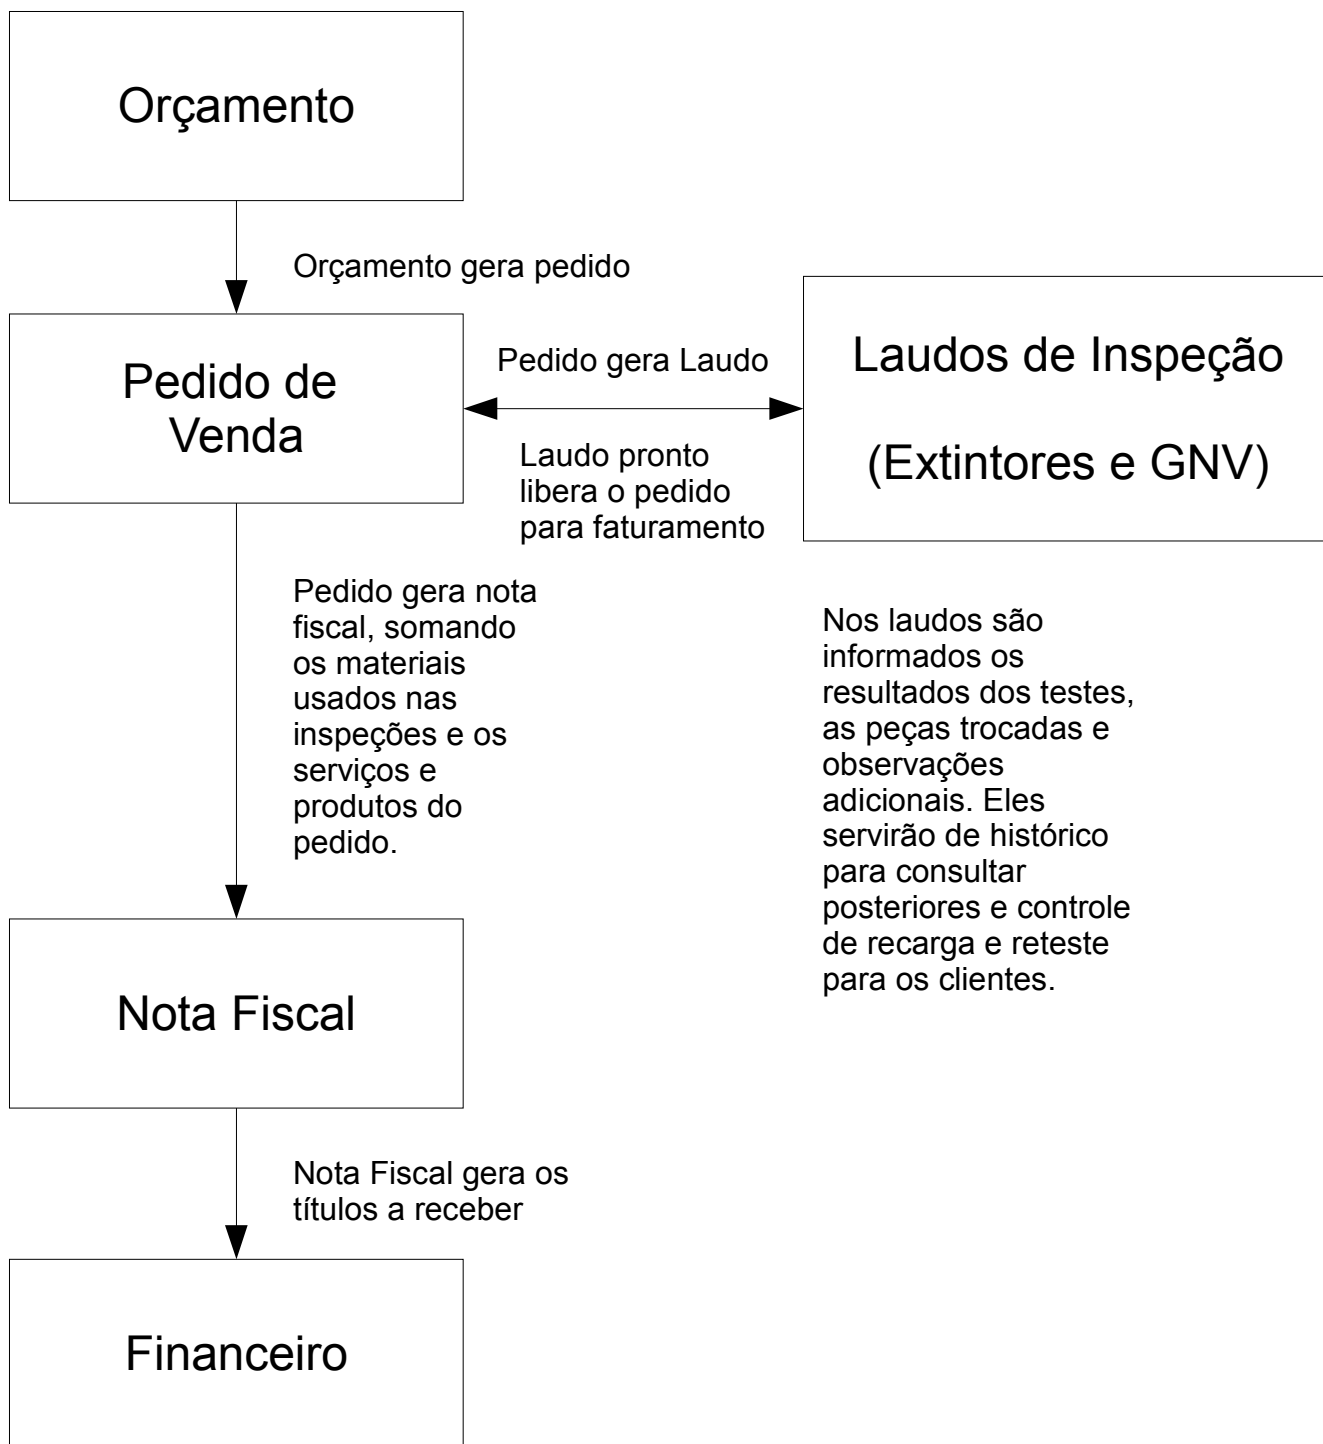 Orçamento
Orçamento gera pedido
Pedido de
Venda
Pedido gera Laudo
Laudo pronto
libera o pedido
para faturamento
Laudos de Inspeção
(Extintores e GNV)
Pedido gera nota
fiscal, somando
os materiais
usados nas
inspeções e os
serviços e
produtos do
pedido.
Nos laudos são
informados os
resultados dos testes,
as peças trocadas e
observações
adicionais. Eles
servirão de histórico
para consultar
posteriores e controle
de recarga e reteste
para os clientes.
Nota Fiscal
Nota Fiscal gera os
títulos a receber
Financeiro